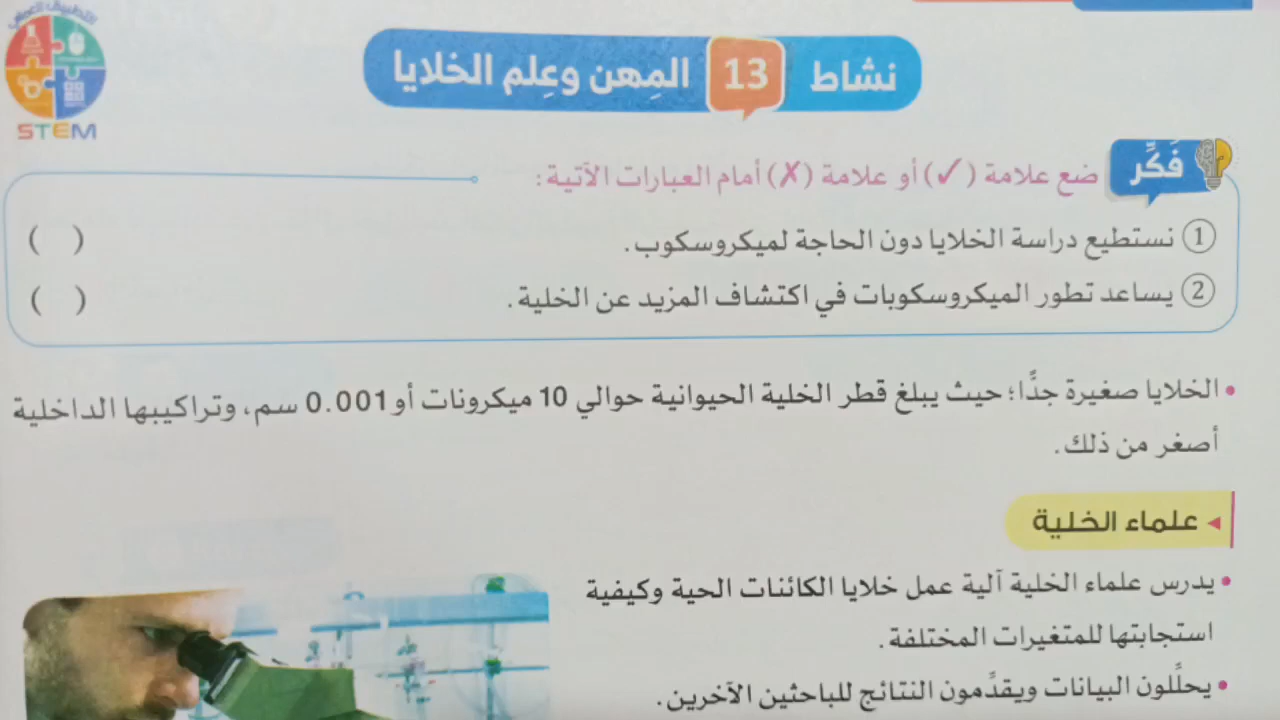 التطبيق العملي
STEM
نشاط 13 المِهن وعِلم الخلايا
فَكِّر ضع علامة (✓) أو علامة (✗) أمام العبارات الآتية:
① نستطيع دراسة الخلايا دون الحاجة لميكروسكوب. ( )
② يساعد تطور الميكروسكوبات في اكتشاف المزيد عن الخلية. ( )
• الخلايا صغيرة جدًّا؛ حيث يبلغ قطر الخلية الحيوانية حوالي 10 ميكرونات أو 0.001 سم، وتراكيبها الداخلية
أصغر من ذلك.
علماء الخلية
• يدرس علماء الخلية آلية عمل خلايا الكائنات الحية وكيفية
استجابتها للمتغيرات المختلفة.
• يحلِّلون البيانات ويقدِّمون النتائج للباحثين الآخرين.